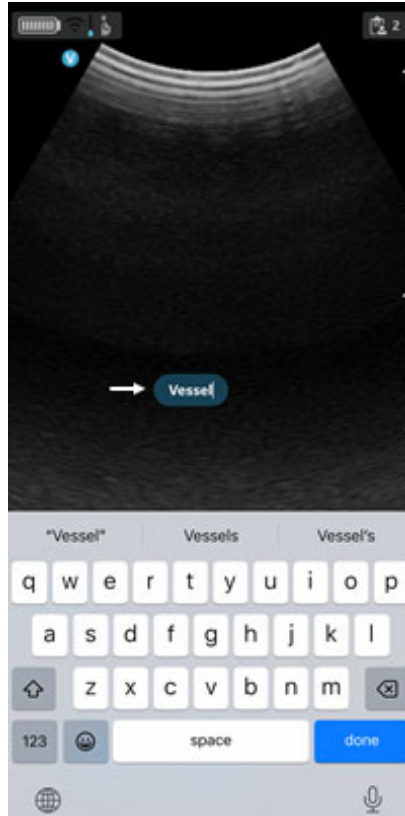 2
V
Vessel
"Vessel" Vessels Vessel's
q w e r t y u i o p
a s d f g h j k l
z x c v b n m
123 space done